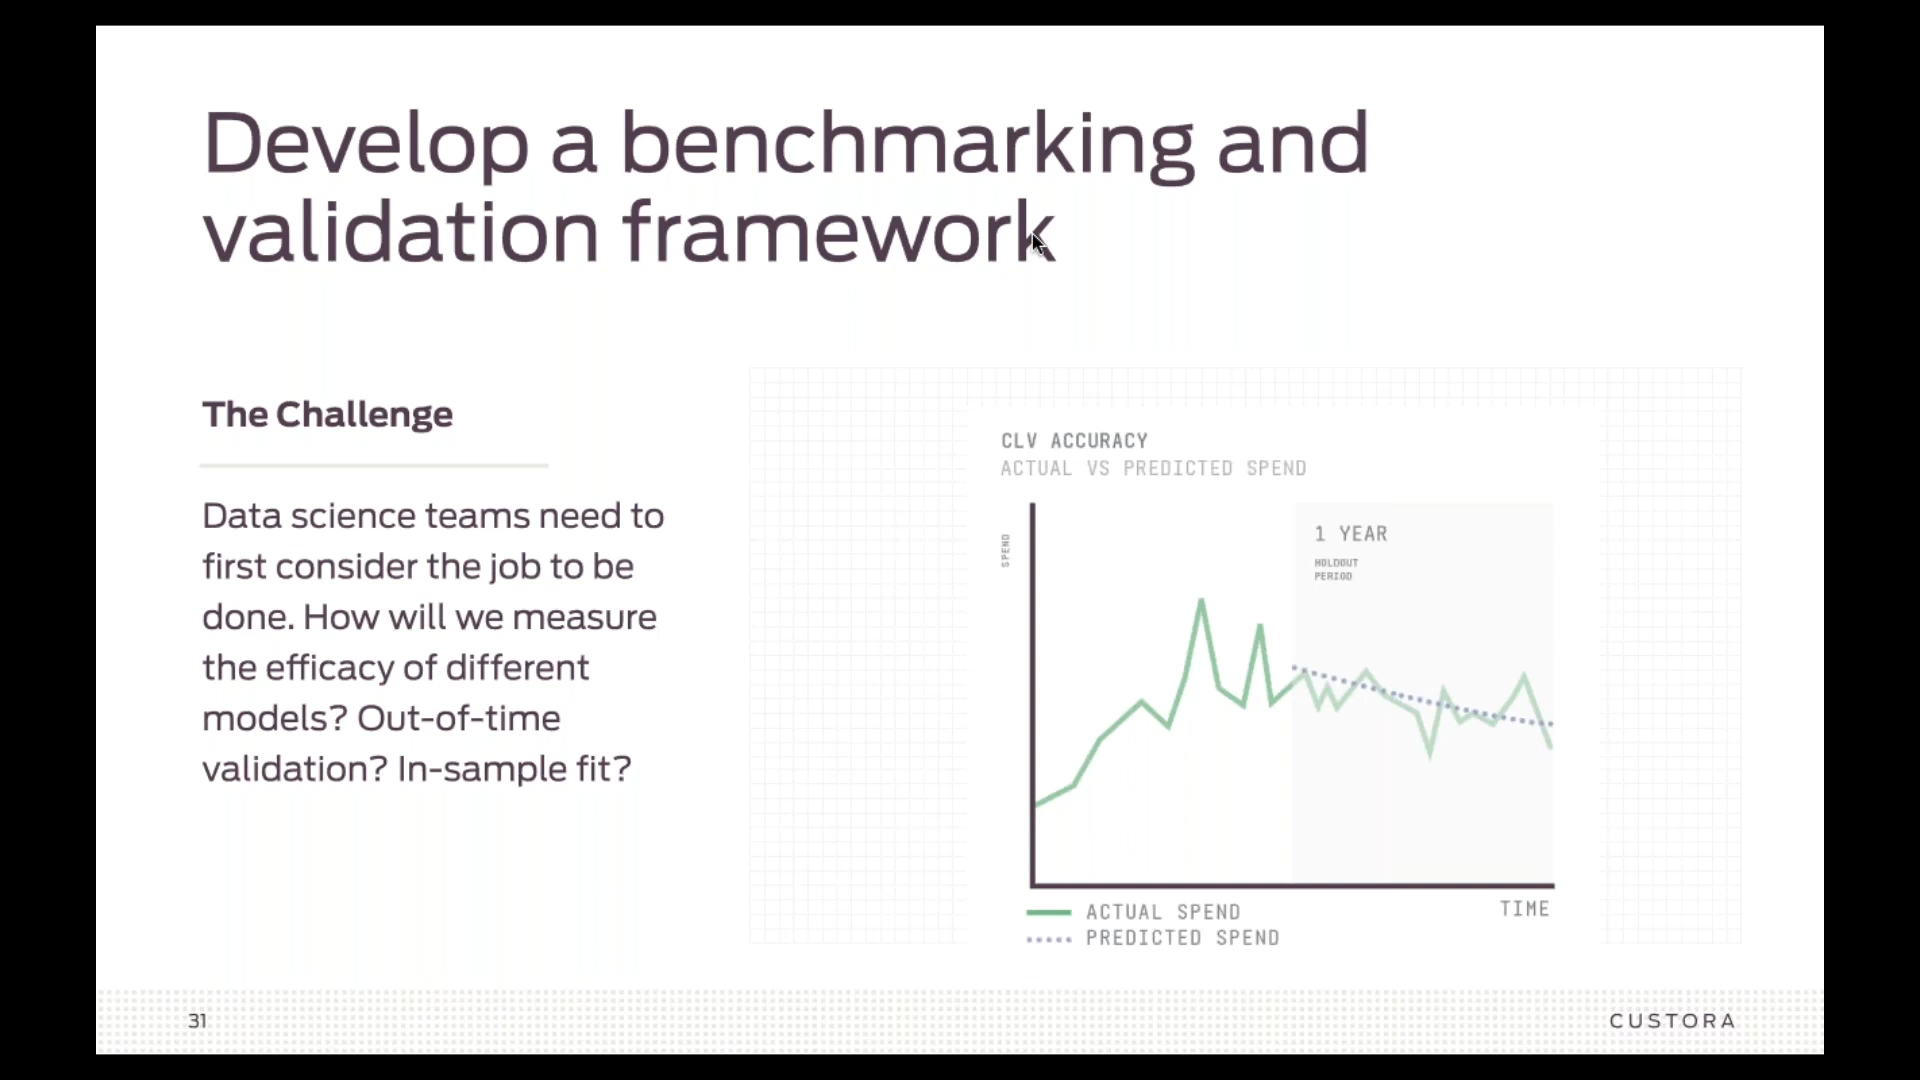 Develop a benchmarking and
validation framework
The Challenge
Data science teams need to
first consider the job to be
done. How will we measure
the efficacy of different
models? Out-of-time
validation? In-sample fit?
CLV ACCURACY
ACTUAL VS PREDICTED SPEND
SPEND
1 YEAR
HOLDOUT
PERIOD
TIME
ACTUAL SPEND
PREDICTED SPEND
31
CUSTORA